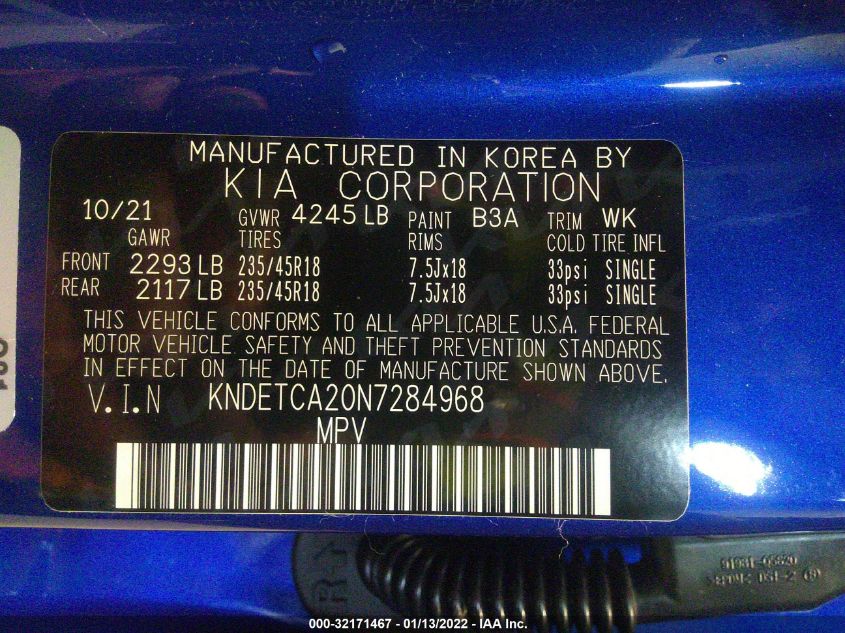 MANUFACTURED IN KOREA BY
KIA CORPORATION
10/21 GVWR 4245 LB PAINT B3A TRIM WK
GAWR TIRES RIMS COLD TIRE INFL
FRONT 2293 LB 235/45R18 7.5Jx18 33psi SINGLE
REAR 2117 LB 235/45R18 7.5Jx18 33psi SINGLE
THIS VEHICLE CONFORMS TO ALL APPLICABLE U.S.A. FEDERAL
MOTOR VEHICLE SAFETY AND THEFT PREVENTION STANDARDS
IN EFFECT ON THE DATE OF MANUFACTURE SHOWN ABOVE.
V.I.N KNDETCA20N7284968
MPV
91981-Q5820
000-32171467 - 01/13/2022 - IAA Inc.